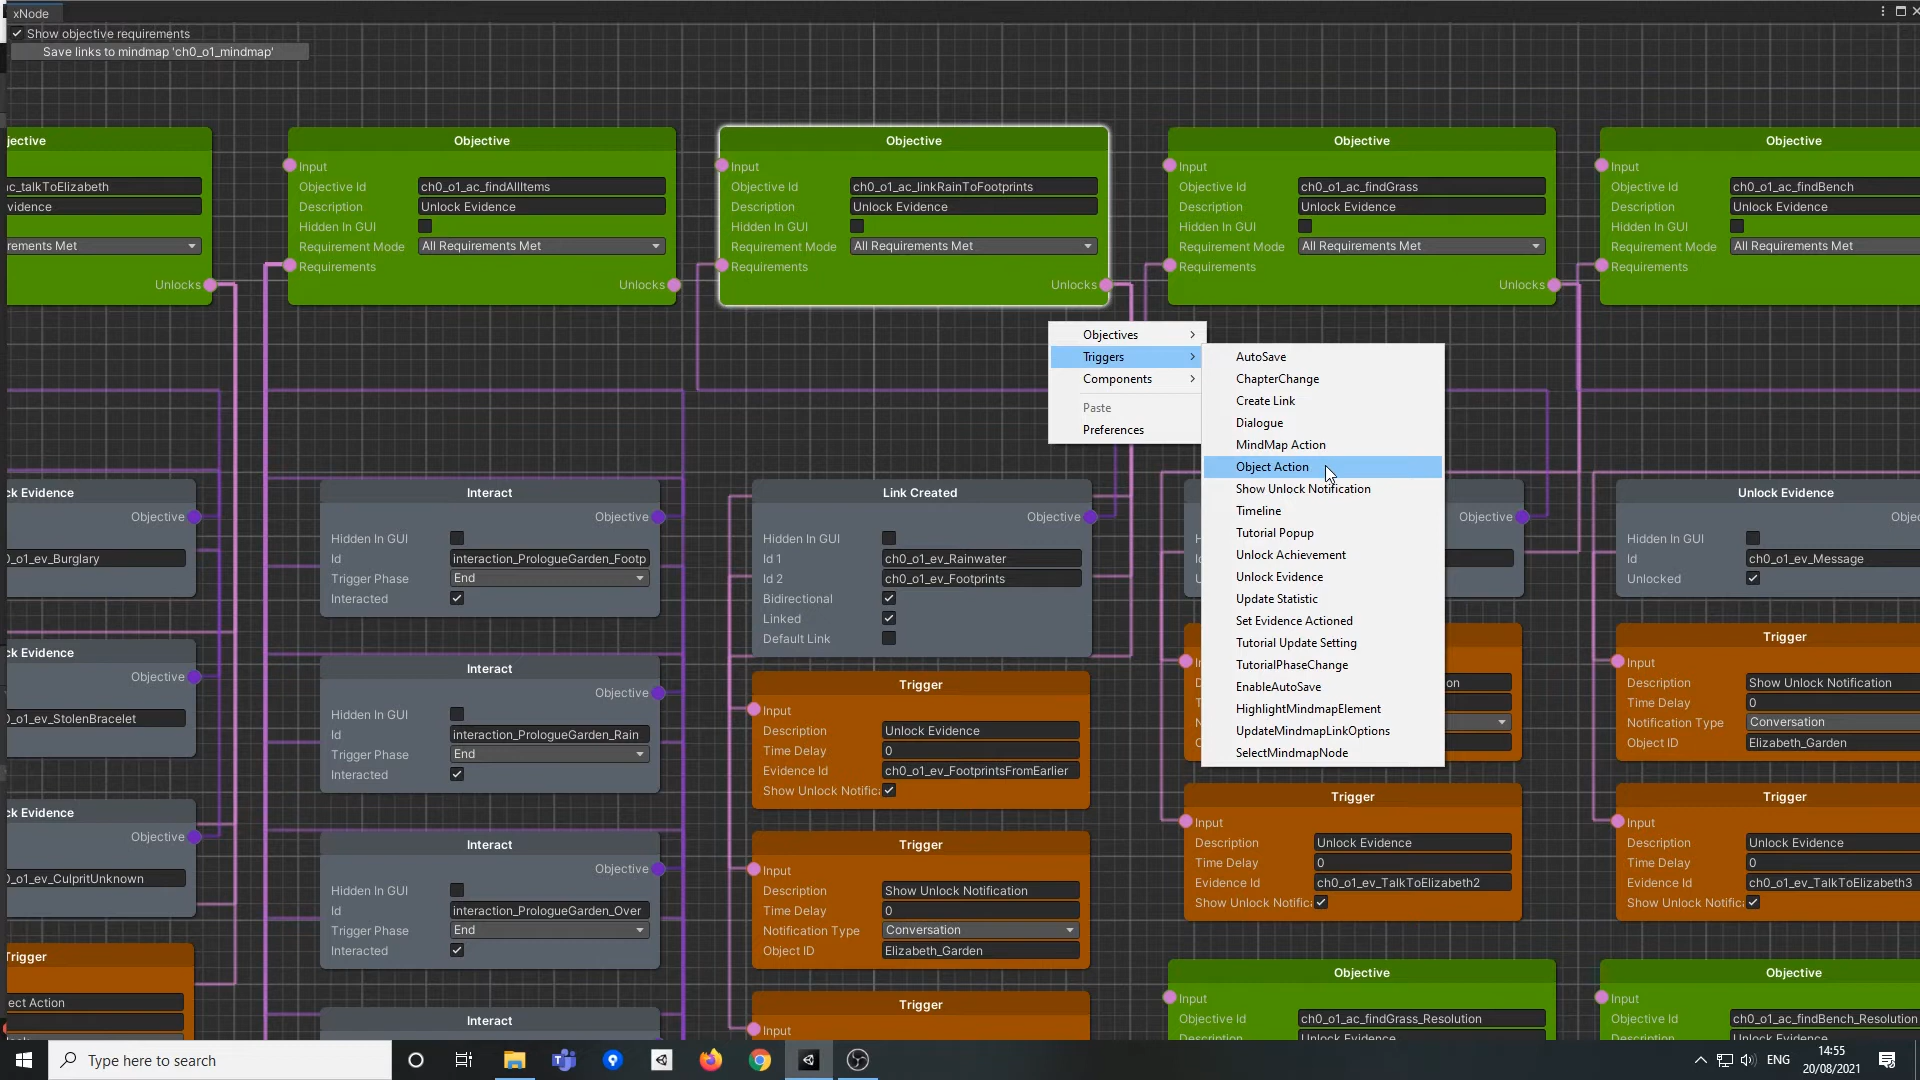 xNode
Show objective requirements
Save links to mindmap 'ch0_o1_mindmap'
jective
c_talkToElizabeth
vidence
rements Met
Unlocks
Objective
Input
Objective Id ch0_o1_ac_findAllItems
Description Unlock Evidence
Hidden In GUI
Requirement Mode All Requirements Met
Requirements
Unlocks
Objective
Input
Objective Id ch0_o1_ac_linkRainToFootprints
Description Unlock Evidence
Hidden In GUI
Requirement Mode All Requirements Met
Requirements
Unlocks
Objective
Input
Objective Id ch0_o1_ac_findGrass
Description Unlock Evidence
Hidden In GUI
Requirement Mode All Requirements Met
Requirements
Unlocks
Objective
Input
Objective Id ch0_o1_ac_findBench
Description Unlock Evidence
Hidden In GUI
Requirement Mode All Requirements Met
Requirements
Objectives
Triggers
Components
Paste
Preferences
AutoSave
ChapterChange
Create Link
Dialogue
MindMap Action
Object Action
Show Unlock Notification
Timeline
Tutorial Popup
Unlock Achievement
Unlock Evidence
Update Statistic
Set Evidence Actioned
Tutorial Update Setting
TutorialPhaseChange
EnableAutoSave
HighlightMindmapElement
UpdateMindmapLinkOptions
SelectMindmapNode
ck Evidence
Objective
0_o1_ev_Burglary
ck Evidence
Objective
0_o1_ev_StolenBracelet
ck Evidence
Objective
0_o1_ev_CulpritUnknown
Trigger
ect Action
Interact
Objective
Hidden In GUI
Id interaction_PrologueGarden_Footp
Trigger Phase End
Interacted
Interact
Objective
Hidden In GUI
Id interaction_PrologueGarden_Rain
Trigger Phase End
Interacted
Interact
Objective
Hidden In GUI
Id interaction_PrologueGarden_Over
Trigger Phase End
Interacted
Interact
Link Created
Objective
Hidden In GUI
Id 1 ch0_o1_ev_Rainwater
Id 2 ch0_o1_ev_Footprints
Bidirectional
Linked
Default Link
Trigger
Input
Description Unlock Evidence
Time Delay 0
Evidence Id ch0_o1_ev_FootprintsFromEarlier
Show Unlock Notifica
Trigger
Input
Description Show Unlock Notification
Time Delay 0
Notification Type Conversation
Object ID Elizabeth_Garden
Trigger
Input
Objective
on
Trigger
Input
Description Unlock Evidence
Time Delay 0
Evidence Id ch0_o1_ev_TalkToElizabeth2
Show Unlock Notifica
Objective
Input
Objective Id ch0_o1_ac_findGrass_Resolution
Description Unlock Evidence
Unlock Evidence
Objec
Hidden In GUI
Id ch0_o1_ev_Message
Unlocked
Trigger
Input
Description Show Unlock Notification
Time Delay 0
Notification Type Conversation
Object ID Elizabeth_Garden
Trigger
Input
Description Unlock Evidence
Time Delay 0
Evidence Id ch0_o1_ev_TalkToElizabeth3
Show Unlock Notifica
Objective
Input
Objective Id ch0_o1_ac_findBench_Resolution
Description Unlock Evidence
Type here to search
ENG
14:55
20/08/2021